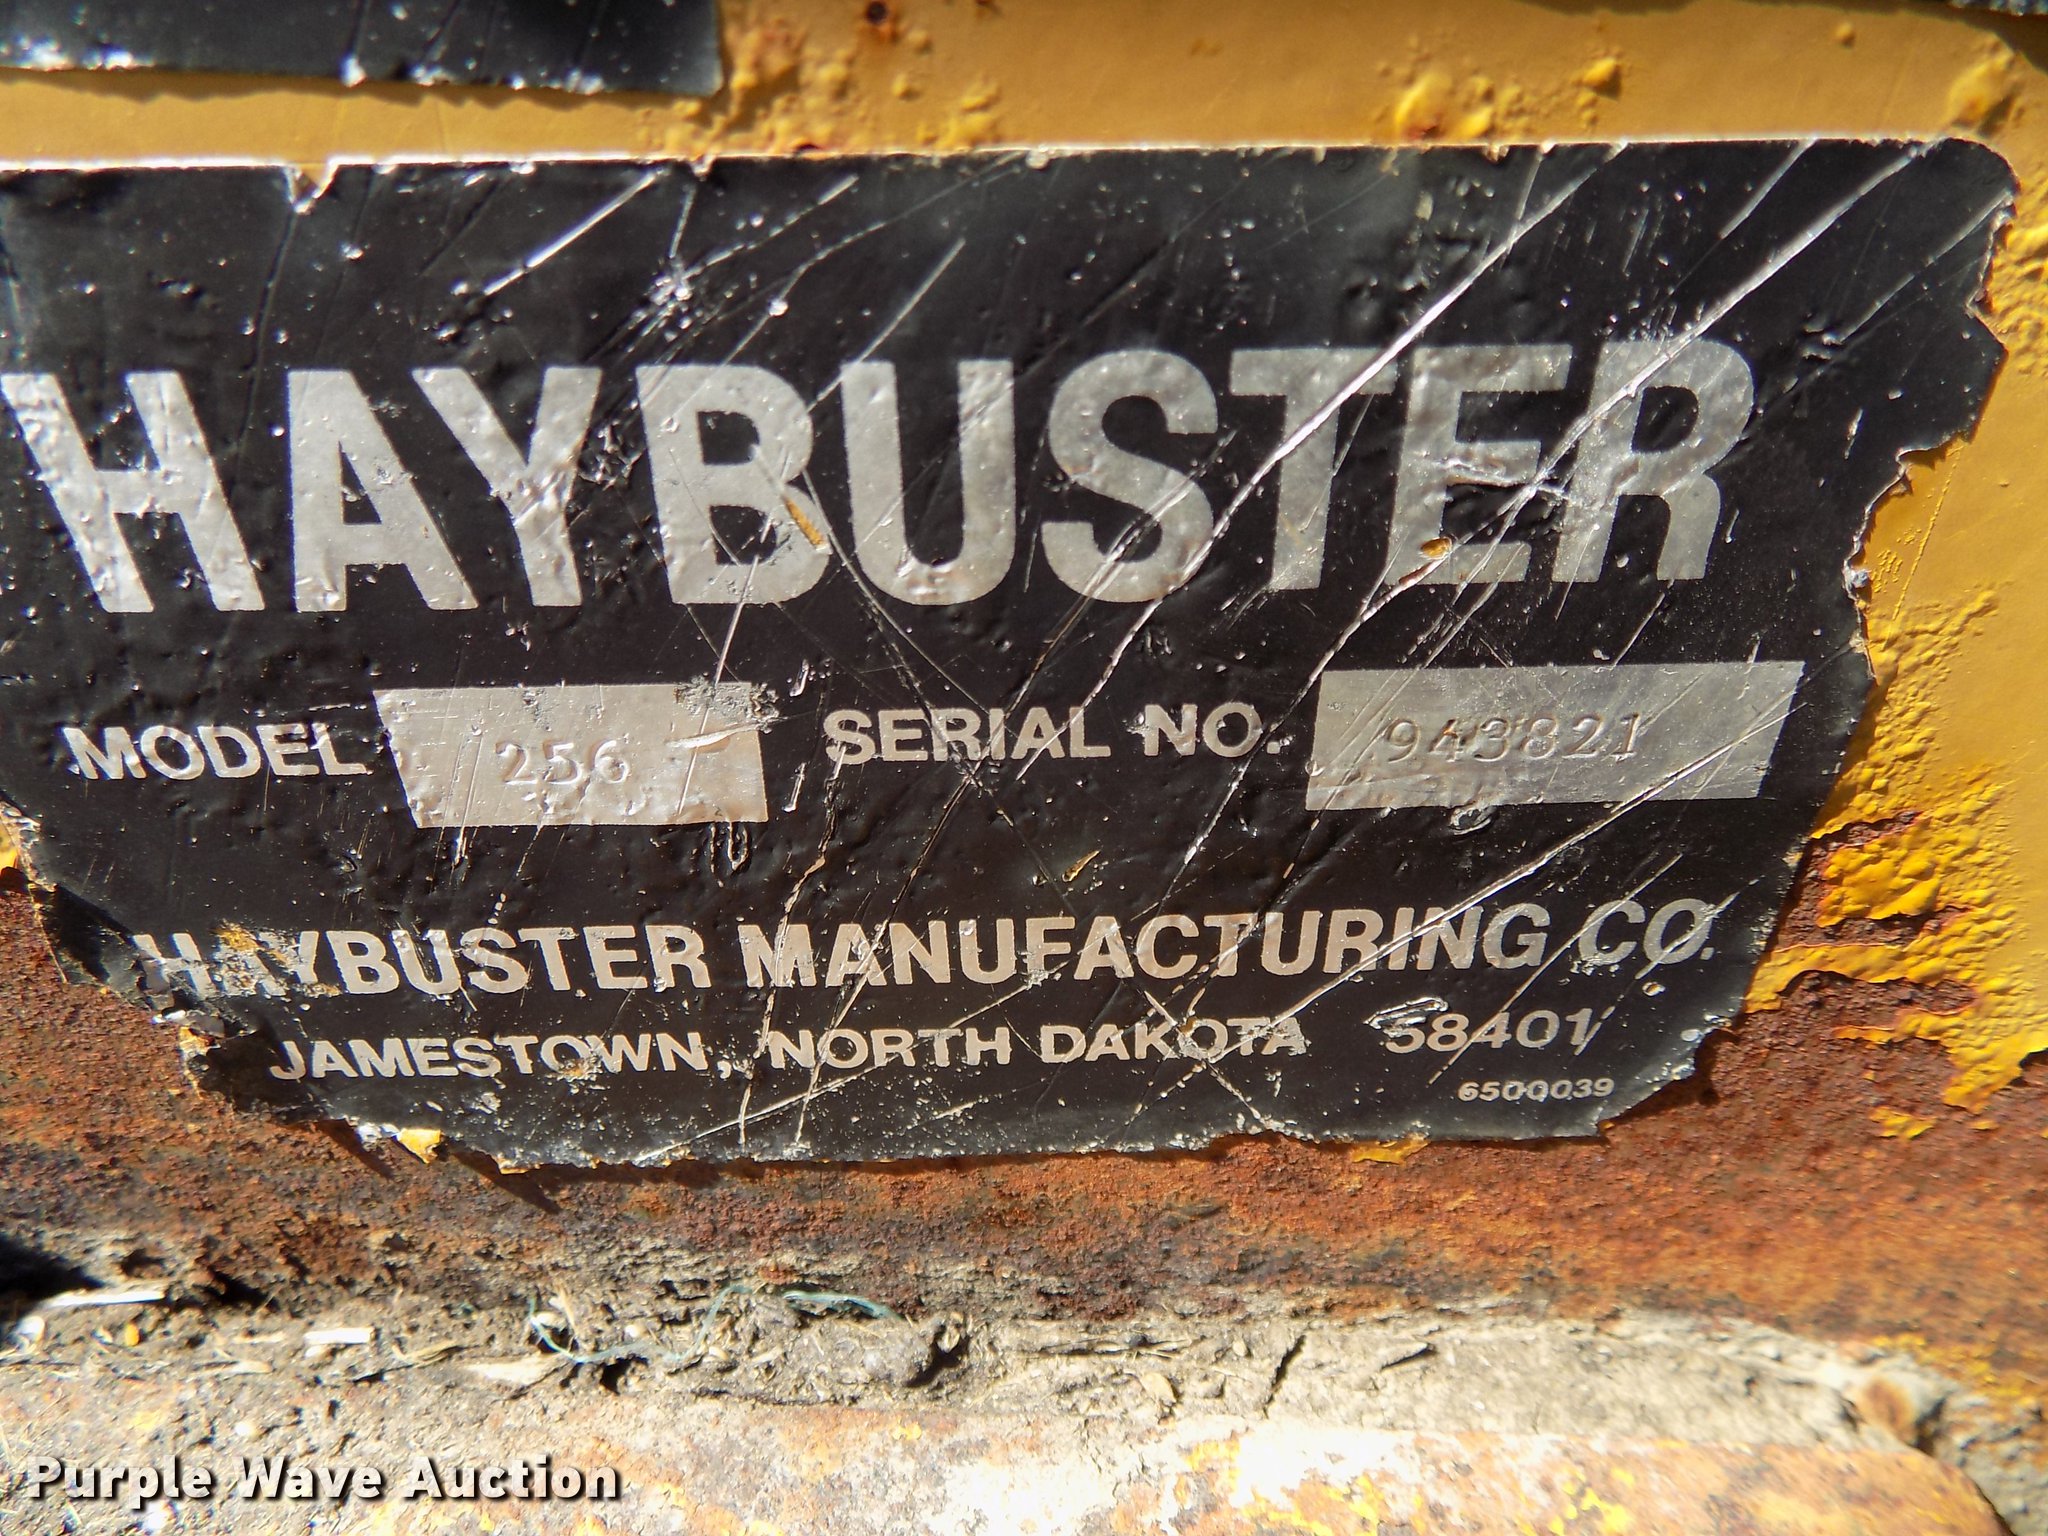 HAYBUSTER
MODEL 256 SERIAL NO. 943821
HAYBUSTER MANUFACTURING CO.
JAMESTOWN, NORTH DAKOTA 58401
6500039
Purple Wave Auction